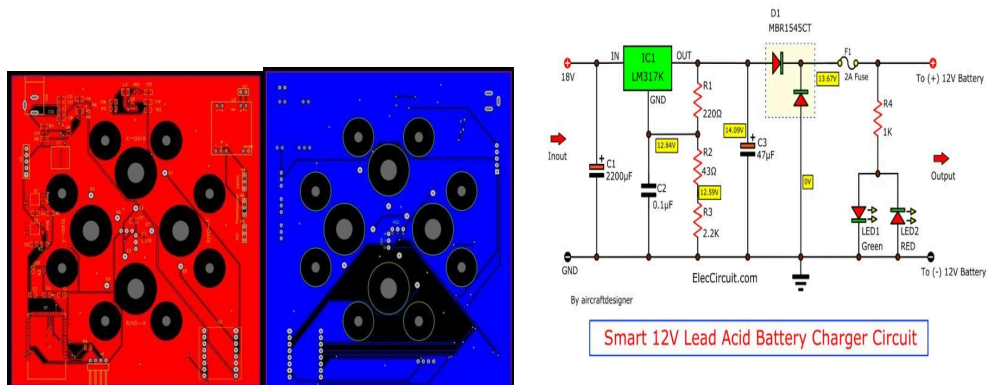 D1
MBR1545CT
IN
IC1
LM317K
OUT
GND
18V
F1
2A Fuse
13.67V
To (+) 12V Battery
R1
220Ω
R4
1K
14.09V
C3
47µF
12.84V
Inout
C1
2200µF
R2
43Ω
12.59V
0V
Output
C2
0.1µF
R3
2.2K
LED1
Green
LED2
RED
GND
ElecCircuit.com
To (-) 12V Battery
By aircraftdesigner
Smart 12V Lead Acid Battery Charger Circuit